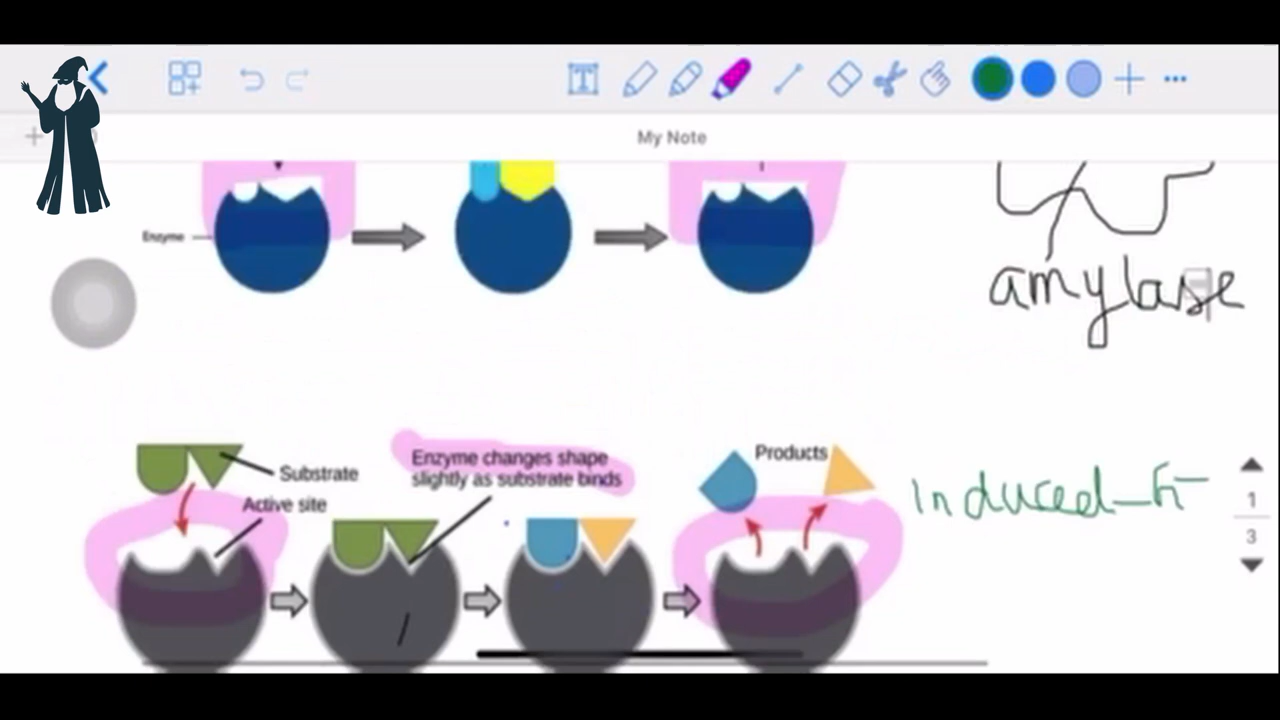 My Note
Enzyme
amylase
Substrate
Active site
Enzyme changes shape
slightly as substrate binds
Products
Induced-Fit
1
3